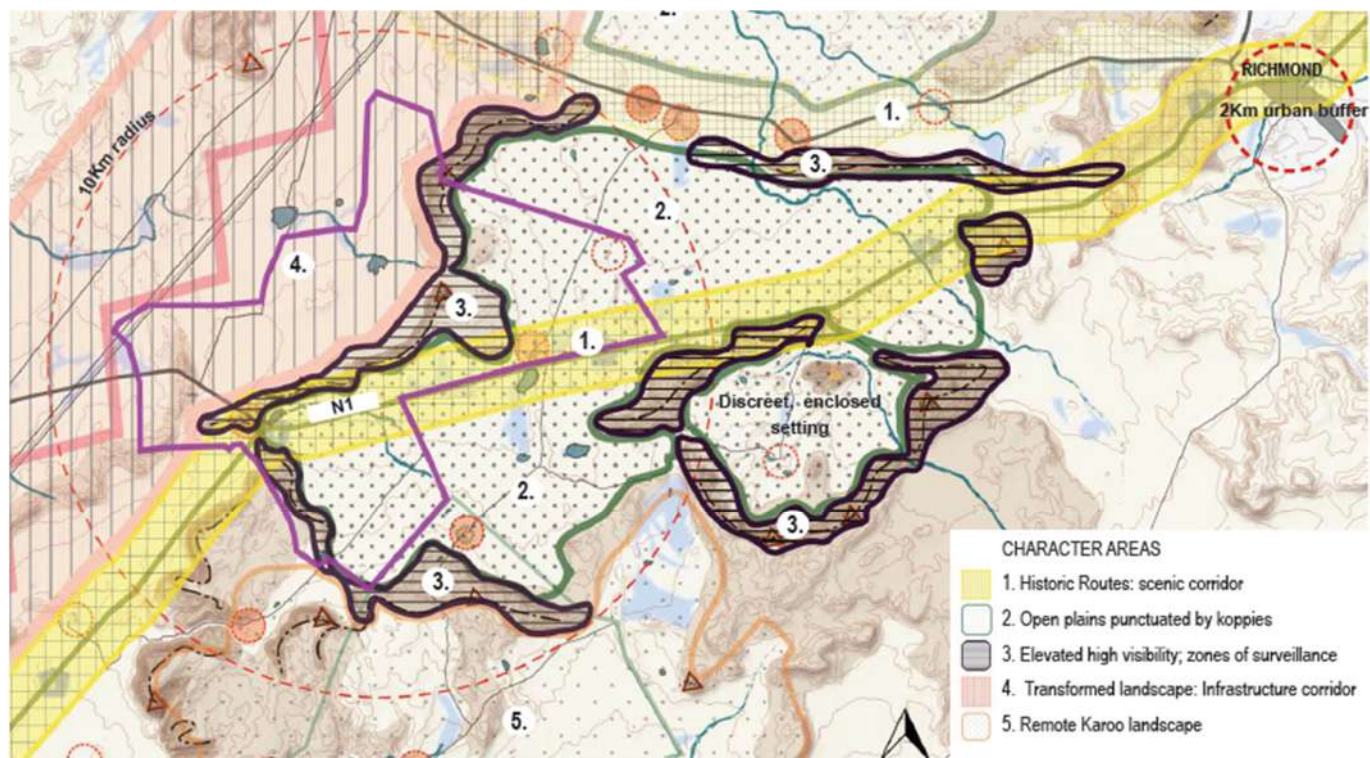 2.
RICHMOND
2Km urban buffer
10Km radius
1.
3.
2.
4.
3.
1.
N1
Discreet, enclosed
setting
2.
3.
3.
5.
CHARACTER AREAS
1. Historic Routes: scenic corridor
2. Open plains punctuated by koppies
3. Elevated high visibility; zones of surveillance
4. Transformed landscape: Infrastructure corridor
5. Remote Karoo landscape